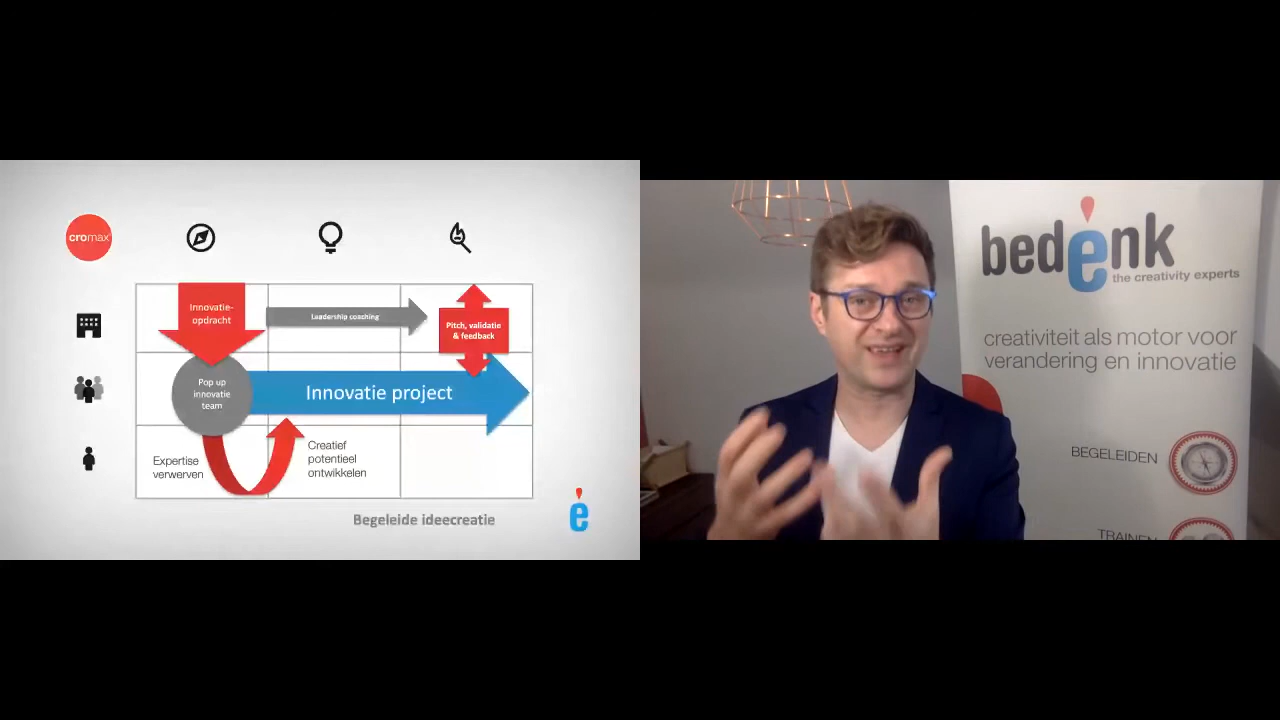 cromax
Innovatie-
opdracht
Leadership coaching
Pitch, validatie
& feedback
Pop up
innovatie
team
Innovatie project
Expertise
verwerven
Creatief
potentieel
ontwikkelen
Begeleide ideecreatie
e
bedenk
the creativity experts
creativiteit als motor voor
verandering en innovatie
BEGELEIDEN
TRAINEN